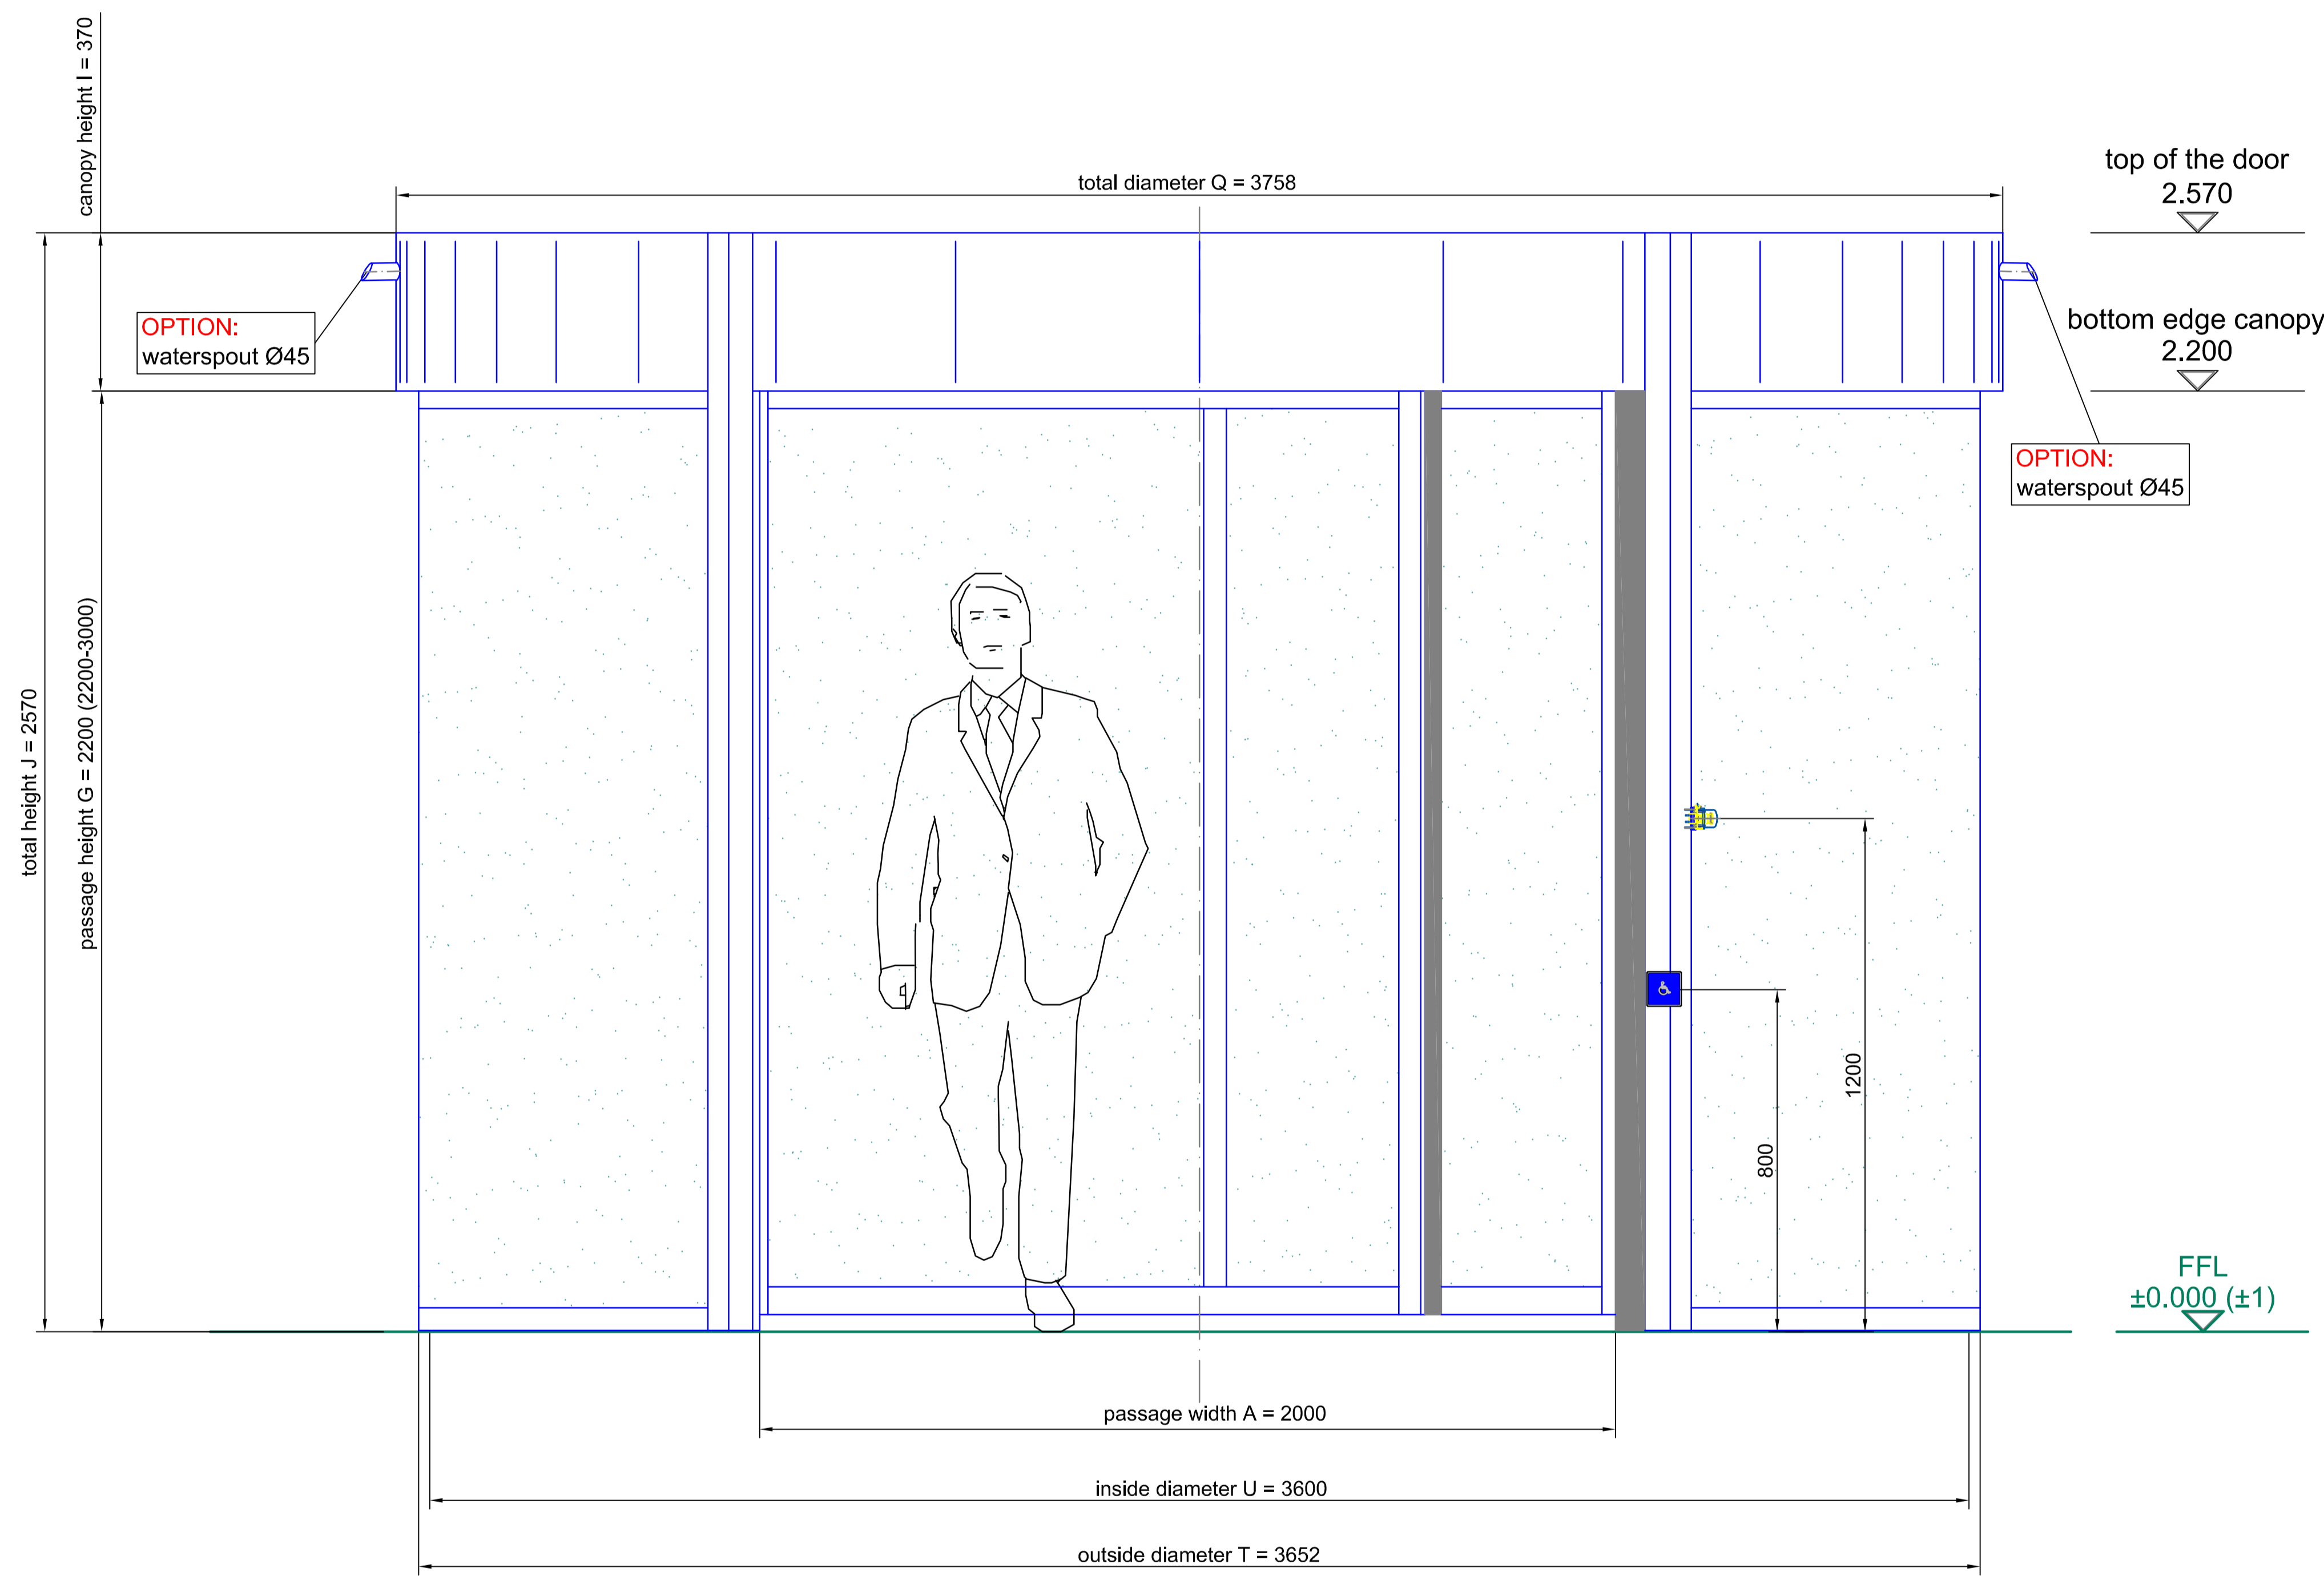 canopy height I = 370
total diameter Q = 3758
top of the door
2.570
OPTION:
waterspout Ø45
bottom edge canopy
2.200
OPTION:
waterspout Ø45
total height J = 2570
passage height G = 2200 (2200-3000)
1200
800
FFL
±0.000 (±1)
passage width A = 2000
inside diameter U = 3600
outside diameter T = 3652